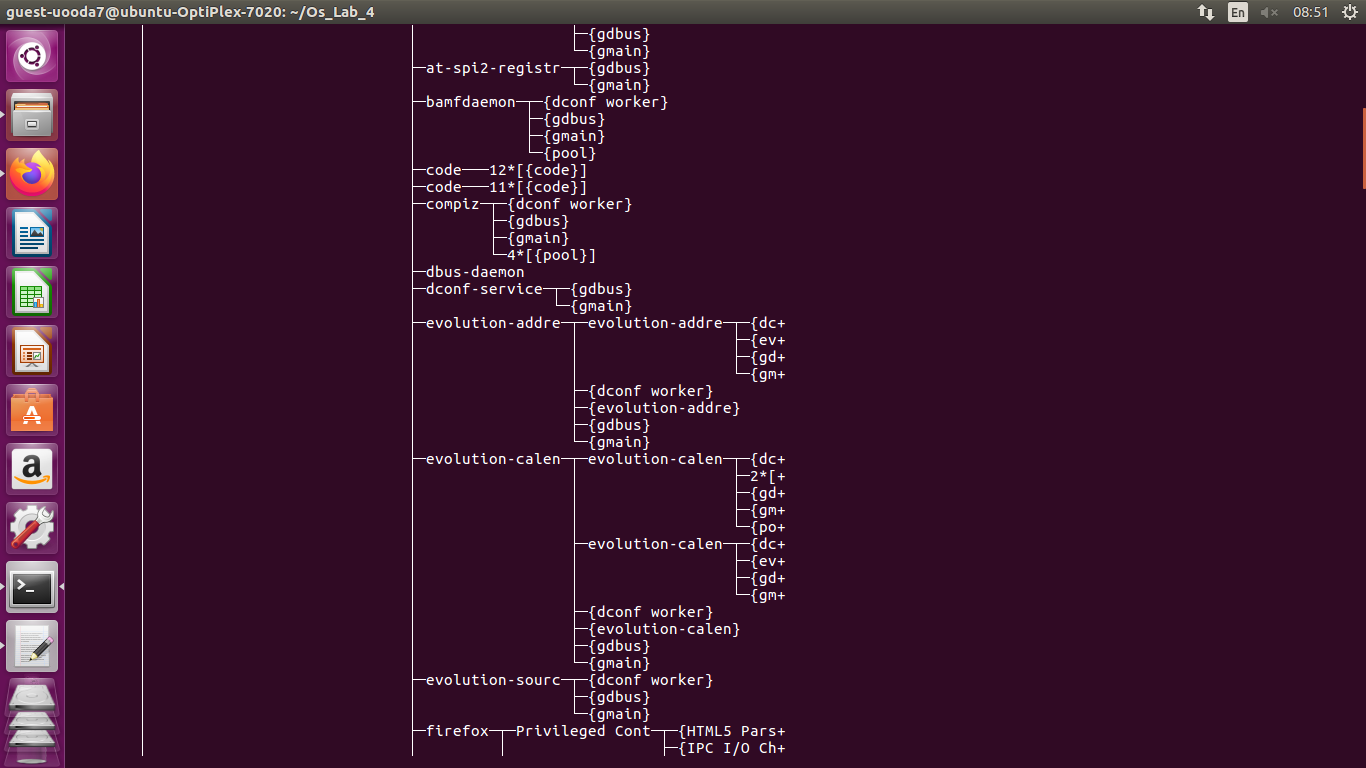 guest-uooda7@ubuntu-OptiPlex-7020: ~/Os_Lab_4 En 08:51
├─{gdbus}
└─{gmain}
├─at-spi2-registr─┬─{gdbus}
└─{gmain}
├─bamfdaemon─┬─{dconf worker}
├─{gdbus}
├─{gmain}
└─{pool}
├─code───12*[{code}]
├─code───11*[{code}]
├─compiz─┬─{dconf worker}
├─{gdbus}
├─{gmain}
└─4*[{pool}]
├─dbus-daemon
├─dconf-service─┬─{gdbus}
└─{gmain}
├─evolution-addre─┬─evolution-addre─┬─{dc+
├─{ev+
├─{gd+
└─{gm+
├─{dconf worker}
├─{evolution-addre}
├─{gdbus}
└─{gmain}
├─evolution-calen─┬─evolution-calen─┬─{dc+
├─2*[+
├─{gd+
├─{gm+
└─{po+
├─evolution-calen─┬─{dc+
├─{ev+
├─{gd+
└─{gm+
├─{dconf worker}
├─{evolution-calen}
├─{gdbus}
└─{gmain}
├─evolution-sourc─┬─{dconf worker}
├─{gdbus}
└─{gmain}
├─firefox─┬─Privileged Cont─┬─{HTML5 Pars+
├─{IPC I/O Ch+